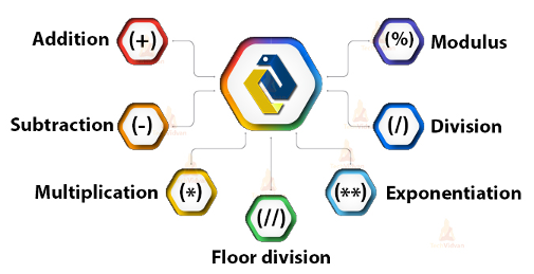 Addition (+)
(%) Modulus
Subtraction (-)
(/) Division
Multiplication (*)
(//)
(**) Exponentiation
Floor division